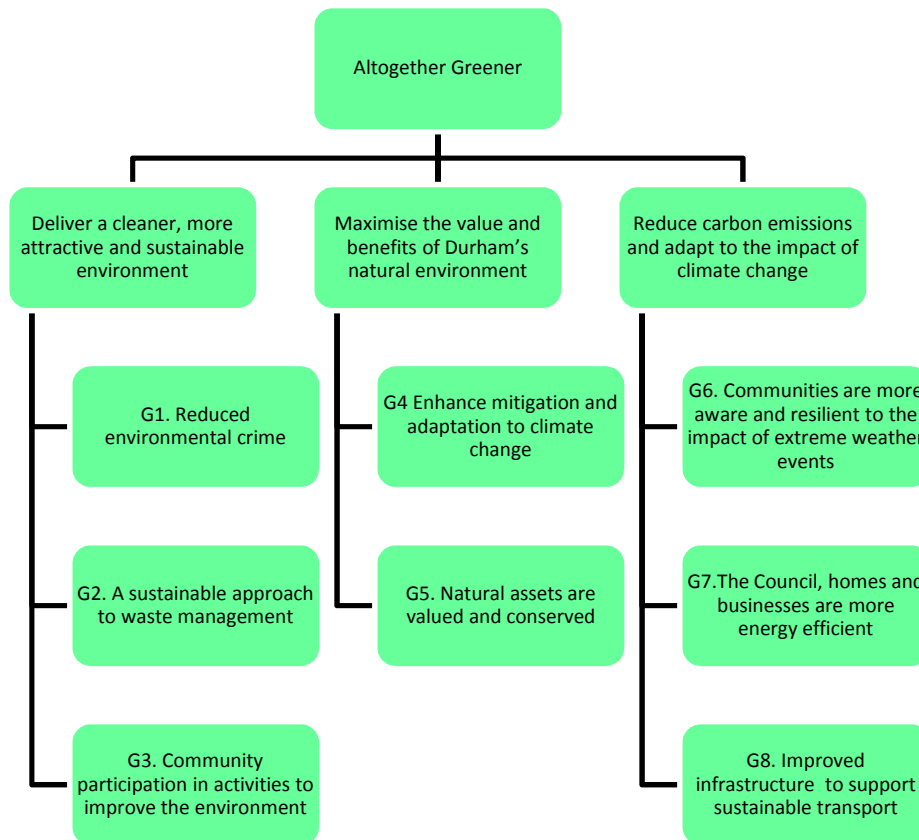 Altogether Greener
Deliver a cleaner, more
attractive and sustainable
environment
Maximise the value and
benefits of Durham’s
natural environment
Reduce carbon emissions
and adapt to the impact of
climate change
G1. Reduced
environmental crime
G2. A sustainable approach
to waste management
G3. Community
participation in activities to
improve the environment
G4 Enhance mitigation and
adaptation to climate
change
G5. Natural assets are
valued and conserved
G6. Communities are more
aware and resilient to the
impact of extreme weather
events
G7.The Council, homes and
businesses are more
energy efficient
G8. Improved
infrastructure to support
sustainable transport